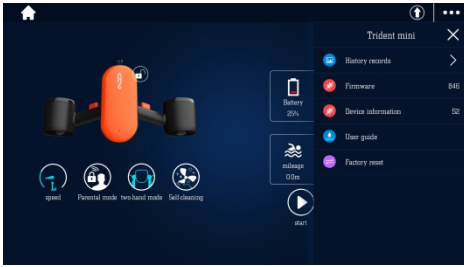 Trident mini
History records
Firmware 846
Device information 52
User guide
Factory reset
Battery
25%
mileage
0.0m
start
L
speed
Parental mode
two-hand mode
Self-cleaning